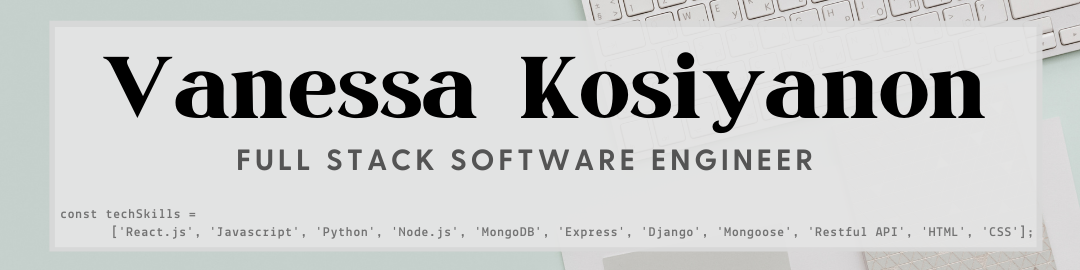 Vanessa Kosiyanon
FULL STACK SOFTWARE ENGINEER
const techSkills =
['React.js', 'Javascript', 'Python', 'Node.js', 'MongoDB', 'Express', 'Django', 'Mongoose', 'Restful API', 'HTML', 'CSS'];